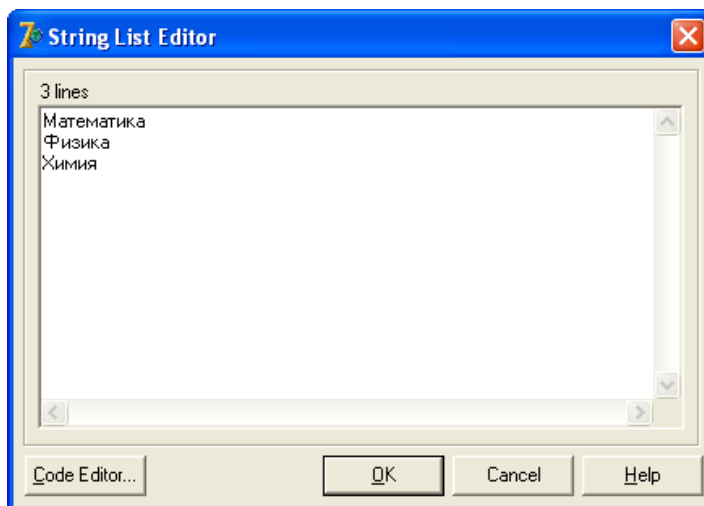 String List Editor
3 lines
Математика
Физика
Химия
Code Editor... OK Cancel Help